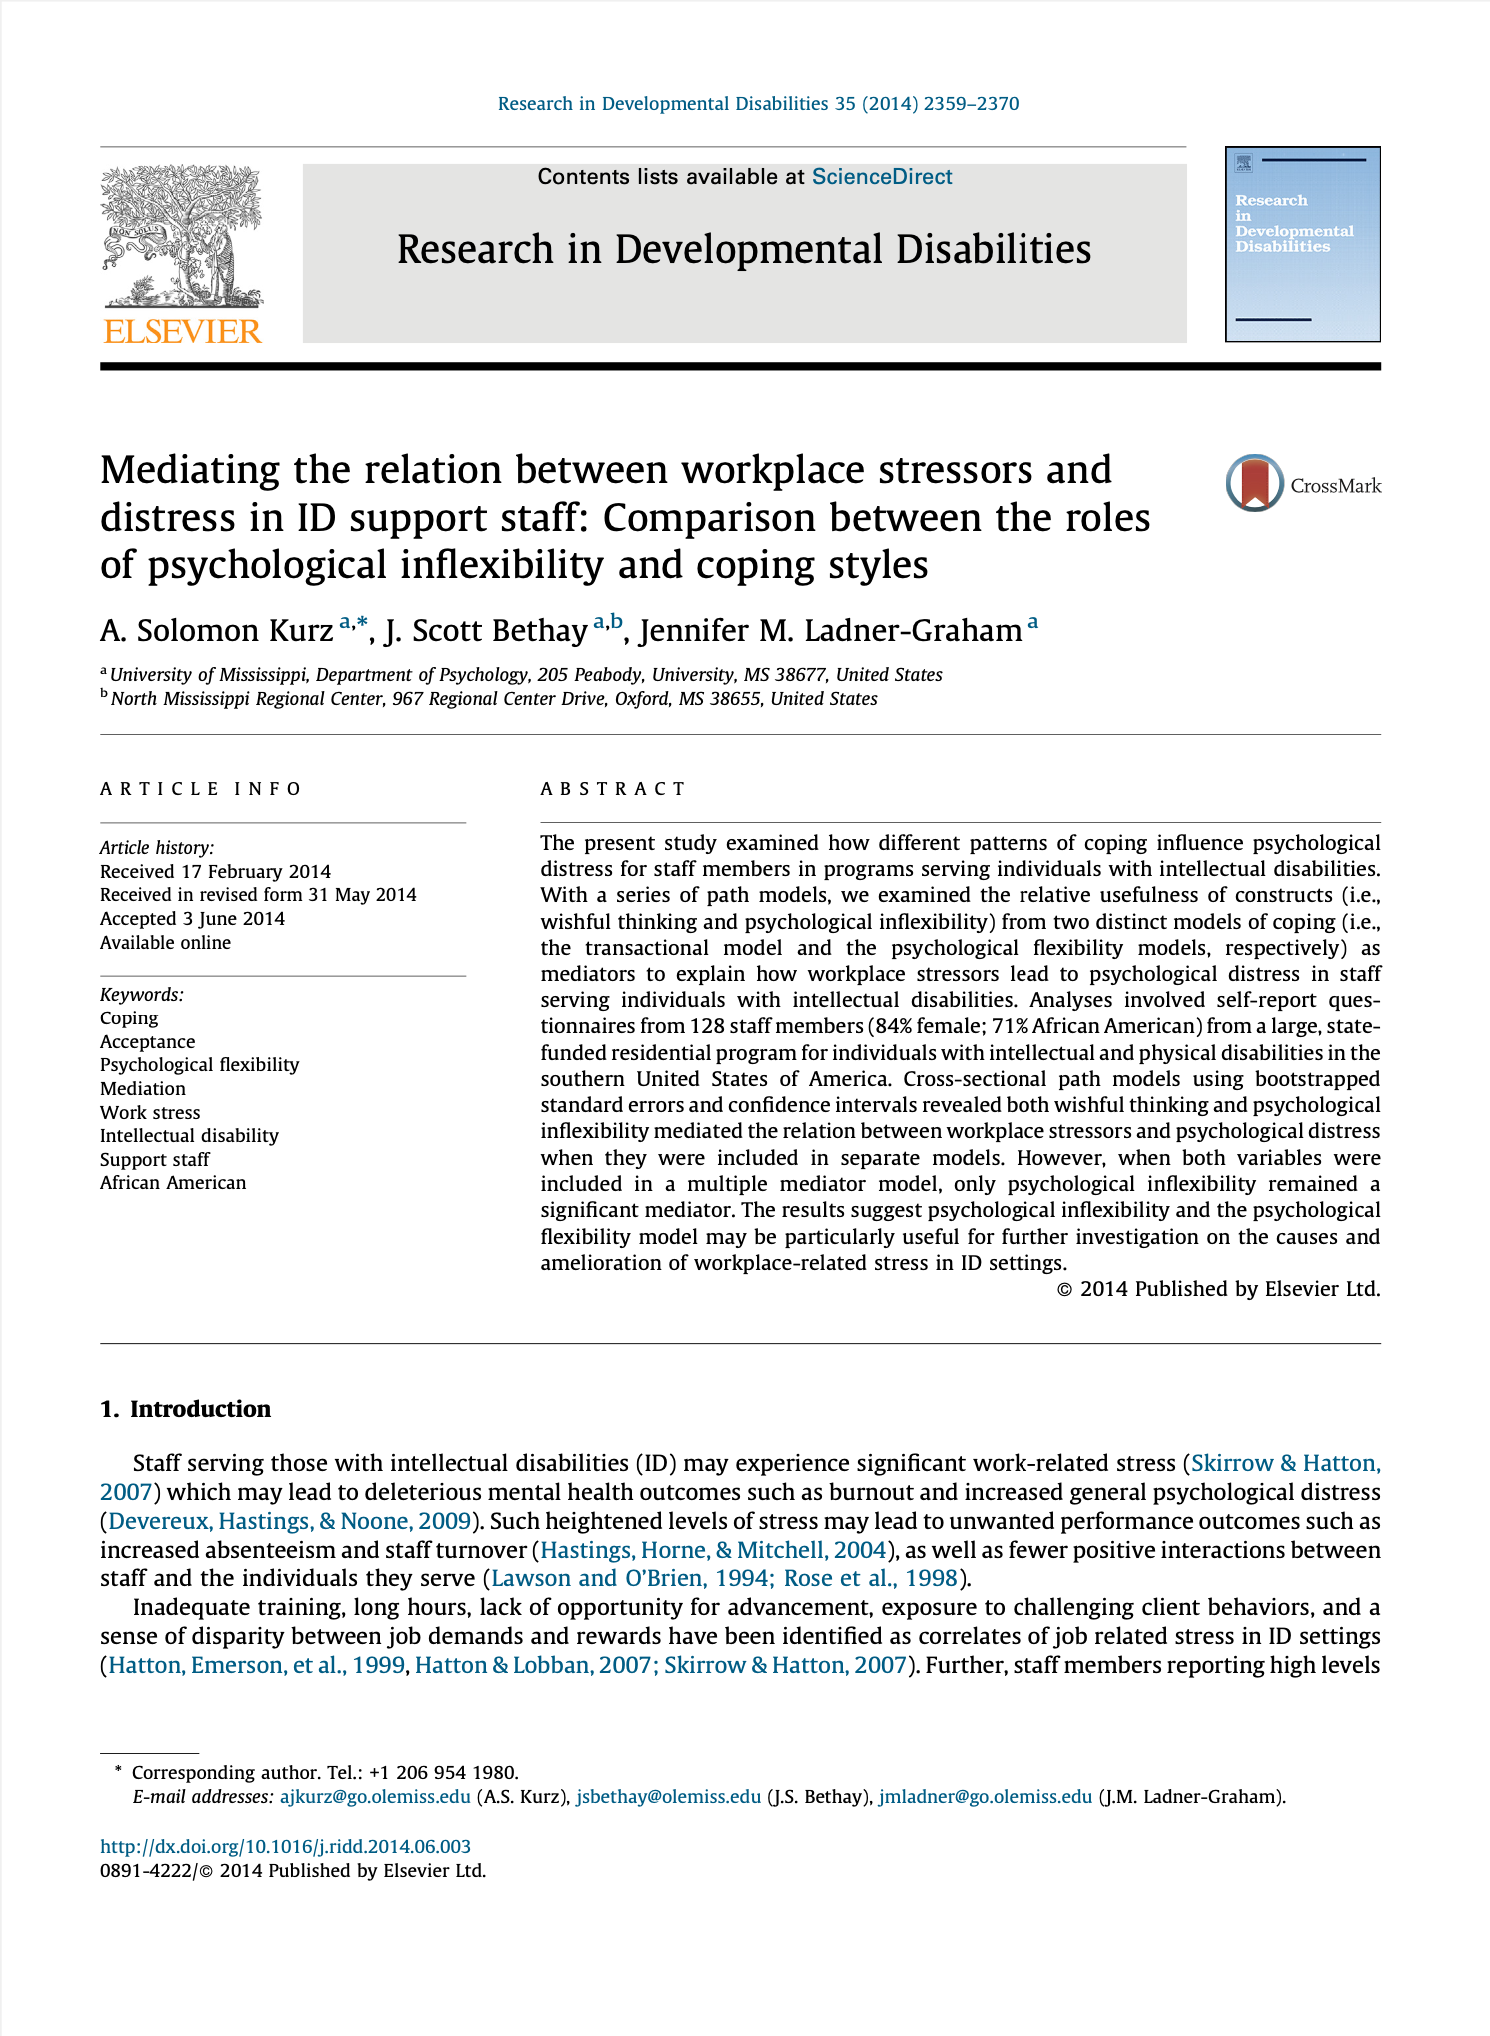 Research in Developmental Disabilities 35 (2014) 2359–2370
Contents lists available at ScienceDirect
Research in Developmental Disabilities
NON SOLUS
ELSEVIER
Research
in
Developmental
Disabilities
Mediating the relation between workplace stressors and
distress in ID support staff: Comparison between the roles
of psychological inflexibility and coping styles
CrossMark
A. Solomon Kurz a,*, J. Scott Bethay a,b, Jennifer M. Ladner-Graham a
a University of Mississippi, Department of Psychology, 205 Peabody, University, MS 38677, United States
b North Mississippi Regional Center, 967 Regional Center Drive, Oxford, MS 38655, United States
ARTICLE INFO
Article history:
Received 17 February 2014
Received in revised form 31 May 2014
Accepted 3 June 2014
Available online
Keywords:
Coping
Acceptance
Psychological flexibility
Mediation
Work stress
Intellectual disability
Support staff
African American
ABSTRACT
The present study examined how different patterns of coping influence psychological
distress for staff members in programs serving individuals with intellectual disabilities.
With a series of path models, we examined the relative usefulness of constructs (i.e.,
wishful thinking and psychological inflexibility) from two distinct models of coping (i.e.,
the transactional model and the psychological flexibility models, respectively) as
mediators to explain how workplace stressors lead to psychological distress in staff
serving individuals with intellectual disabilities. Analyses involved self-report ques-
tionnaires from 128 staff members (84% female; 71% African American) from a large, state-
funded residential program for individuals with intellectual and physical disabilities in the
southern United States of America. Cross-sectional path models using bootstrapped
standard errors and confidence intervals revealed both wishful thinking and psychological
inflexibility mediated the relation between workplace stressors and psychological distress
when they were included in separate models. However, when both variables were
included in a multiple mediator model, only psychological inflexibility remained a
significant mediator. The results suggest psychological inflexibility and the psychological
flexibility model may be particularly useful for further investigation on the causes and
amelioration of workplace-related stress in ID settings.
© 2014 Published by Elsevier Ltd.
1. Introduction
Staff serving those with intellectual disabilities (ID) may experience significant work-related stress (Skirrow & Hatton,
2007) which may lead to deleterious mental health outcomes such as burnout and increased general psychological distress
(Devereux, Hastings, & Noone, 2009). Such heightened levels of stress may lead to unwanted performance outcomes such as
increased absenteeism and staff turnover (Hastings, Horne, & Mitchell, 2004), as well as fewer positive interactions between
staff and the individuals they serve (Lawson and O'Brien, 1994; Rose et al., 1998).
Inadequate training, long hours, lack of opportunity for advancement, exposure to challenging client behaviors, and a
sense of disparity between job demands and rewards have been identified as correlates of job related stress in ID settings
(Hatton, Emerson, et al., 1999, Hatton & Lobban, 2007; Skirrow & Hatton, 2007). Further, staff members reporting high levels
* Corresponding author. Tel.: +1 206 954 1980.
E-mail addresses: ajkurz@go.olemiss.edu (A.S. Kurz), jsbethay@olemiss.edu (J.S. Bethay), jmladner@go.olemiss.edu (J.M. Ladner-Graham).
http://dx.doi.org/10.1016/j.ridd.2014.06.003
0891-4222/© 2014 Published by Elsevier Ltd.